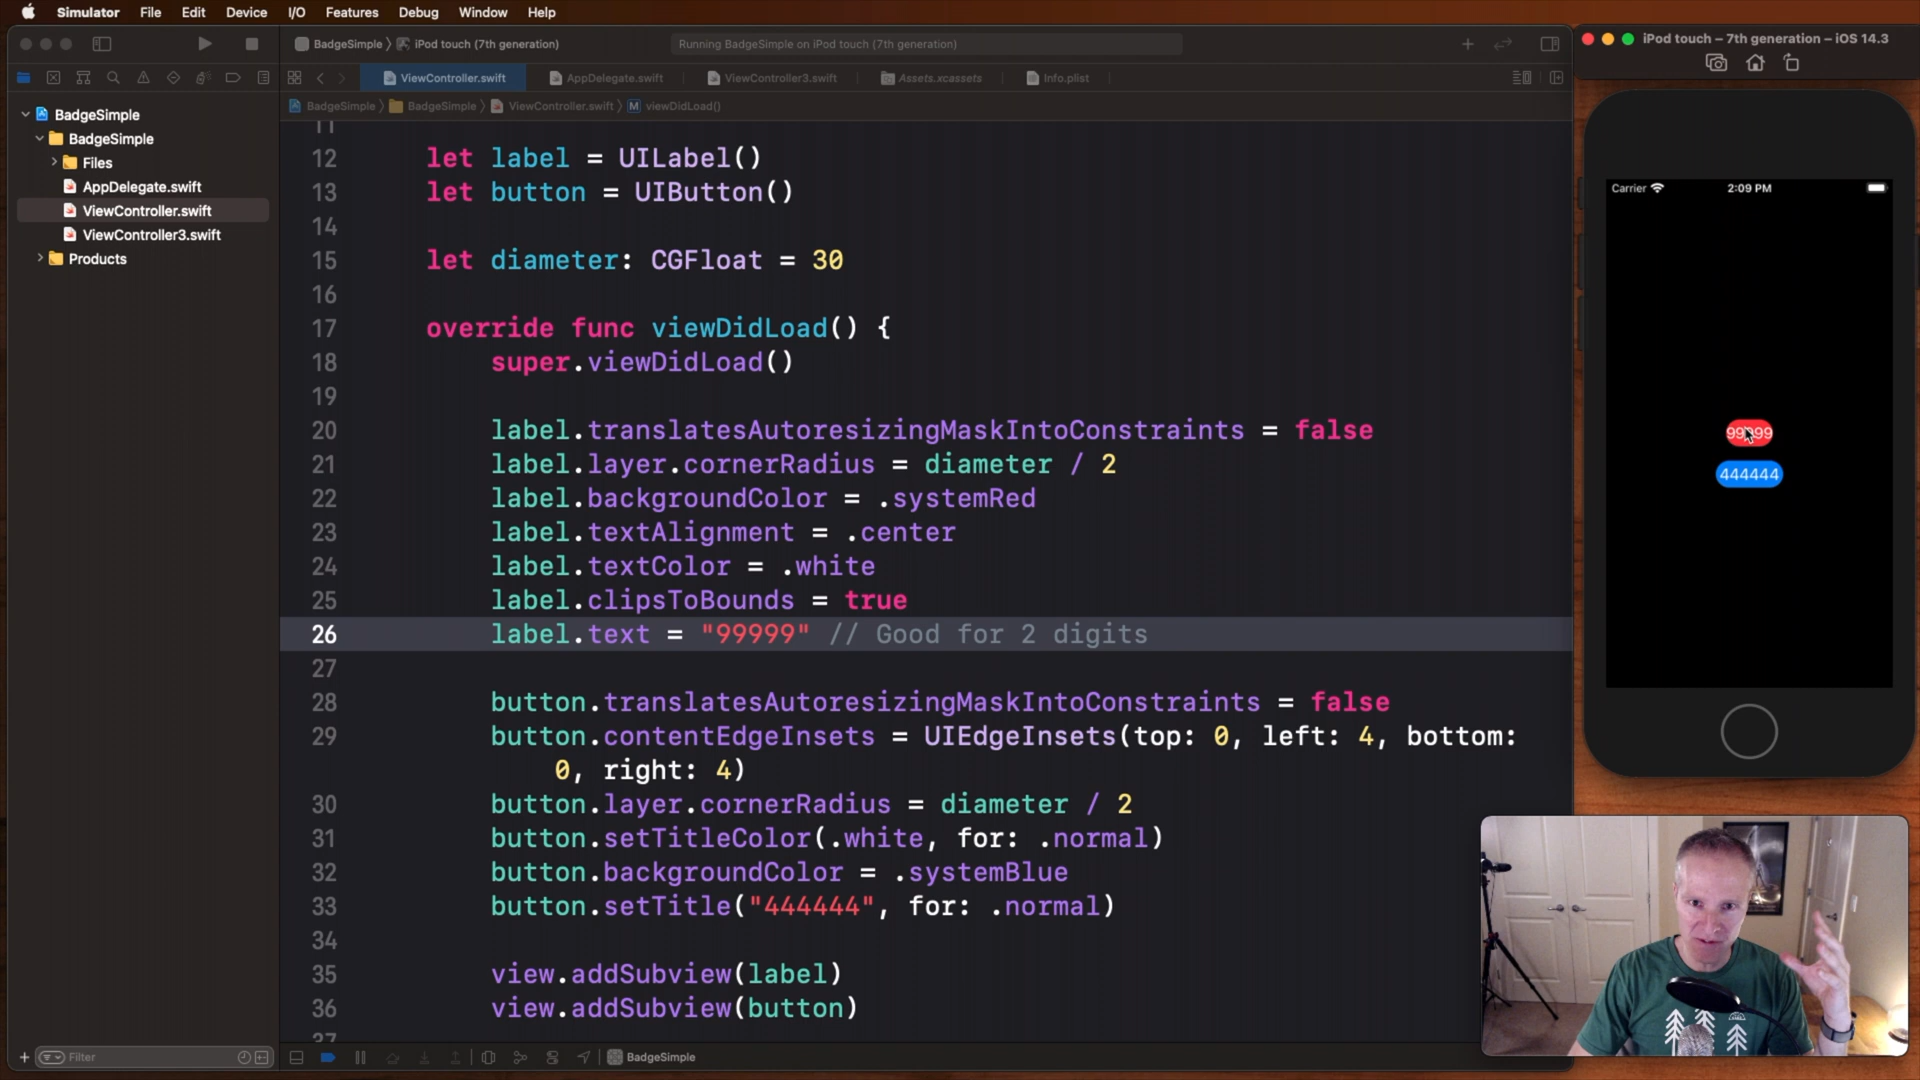 Simulator File Edit Device I/O Features Debug Window Help
BadgeSimple iPod touch (7th generation)
Running BadgeSimple on iPod touch (7th generation)
iPod touch – 7th generation – iOS 14.3
ViewController.swift AppDelegate.swift ViewController3.swift Assets.xcassets Info.plist
BadgeSimple BadgeSimple ViewController.swift M viewDidLoad()
BadgeSimple
BadgeSimple
Files
AppDelegate.swift
ViewController.swift
ViewController3.swift
Products
11
12 let label = UILabel()
13 let button = UIButton()
14
15 let diameter: CGFloat = 30
16
17 override func viewDidLoad() {
18 super.viewDidLoad()
19
20 label.translatesAutoresizingMaskIntoConstraints = false
21 label.layer.cornerRadius = diameter / 2
22 label.backgroundColor = .systemRed
23 label.textAlignment = .center
24 label.textColor = .white
25 label.clipsToBounds = true
26 label.text = "99999" // Good for 2 digits
27
28 button.translatesAutoresizingMaskIntoConstraints = false
29 button.contentEdgeInsets = UIEdgeInsets(top: 0, left: 4, bottom:
0, right: 4)
30 button.layer.cornerRadius = diameter / 2
31 button.setTitleColor(.white, for: .normal)
32 button.backgroundColor = .systemBlue
33 button.setTitle("444444", for: .normal)
34
35 view.addSubview(label)
36 view.addSubview(button)
37
Carrier 2:09 PM
99999
444444
Filter
BadgeSimple